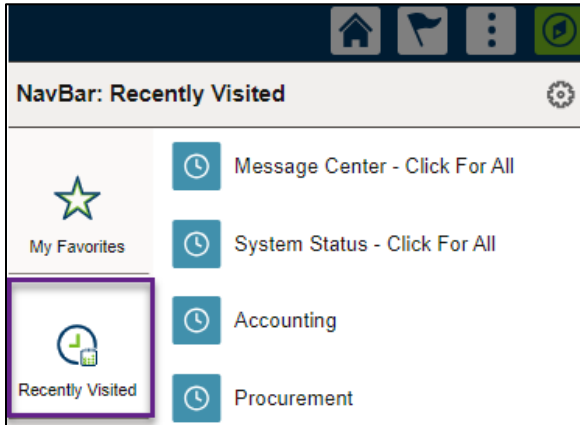 NavBar: Recently Visited
My Favorites
Recently Visited
Message Center - Click For All
System Status - Click For All
Accounting
Procurement